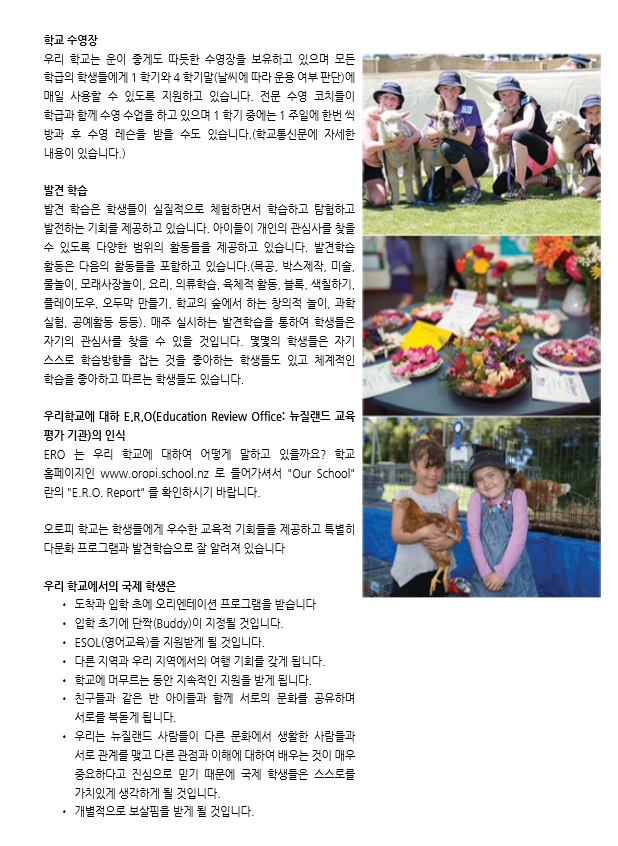 학교 수영장
우리 학교는 운이 좋게도 따듯한 수영장을 보유하고 있으며 모든
학급의 학생들에게 1 학기와 4 학기말(날씨에 따라 운용 여부 판단)에
매일 사용할 수 있도록 지원하고 있습니다. 전문 수영 코치들이
학급과 함께 수영 수업을 하고 있으며 1 학기 중에는 1 주일에 한번 씩
방과 후 수영 레슨을 받을 수도 있습니다.(학교통신문에 자세한
내용이 있습니다.)
발견 학습
발견 학습은 학생들이 실질적으로 체험하면서 학습하고 탐험하고
발전하는 기회를 제공하고 있습니다. 아이들이 개인의 관심사를 찾을
수 있도록 다양한 범위의 활동들을 제공하고 있습니다. 발견학습
활동은 다음의 활동들을 포함하고 있습니다.(목공, 박스제작, 미술,
물놀이, 모래사장놀이, 요리, 의류학습, 육체적 활동, 블록, 색칠하기,
플레이도우, 오두막 만들기, 학교의 숲에서 하는 창의적 놀이, 과학
실험, 공예활동 등등). 매주 실시하는 발견학습을 통하여 학생들은
자기의 관심사를 찾을 수 있을 것입니다. 몇몇의 학생들은 자기
스스로 학습방향을 잡는 것을 좋아하는 학생들도 있고 체계적인
학습을 좋아하고 따르는 학생들도 있습니다.
우리학교에 대하 E.R.O(Education Review Office: 뉴질랜드 교육
평가 기관)의 인식
ERO 는 우리 학교에 대하여 어떻게 말하고 있을까요? 학교
홈페이지인 www.oropi.school.nz 로 들어가셔서 "Our School"
란의 "E.R.O. Report" 를 확인하시기 바랍니다.
오로피 학교는 학생들에게 우수한 교육적 기회들을 제공하고 특별히
다문화 프로그램과 발견학습으로 잘 알려져 있습니다
우리 학교에서의 국제 학생은
• 도착과 입학 초에 오리엔테이션 프로그램을 받습니다
• 입학 초기에 단짝(Buddy)이 지정될 것입니다.
• ESOL(영어교육)을 지원받게 될 것입니다.
• 다른 지역과 우리 지역에서의 여행 기회를 갖게 됩니다.
• 학교에 머무르는 동안 지속적인 지원을 받게 됩니다.
• 친구들과 같은 반 아이들과 함께 서로의 문화를 공유하며
서로를 북돋게 됩니다.
• 우리는 뉴질랜드 사람들이 다른 문화에서 생활한 사람들과
서로 관계를 맺고 다른 관점과 이해에 대하여 배우는 것이 매우
중요하다고 진심으로 믿기 때문에 국제 학생들은 스스로를
가치있게 생각하게 될 것입니다.
• 개별적으로 보살핌을 받게 될 것입니다.